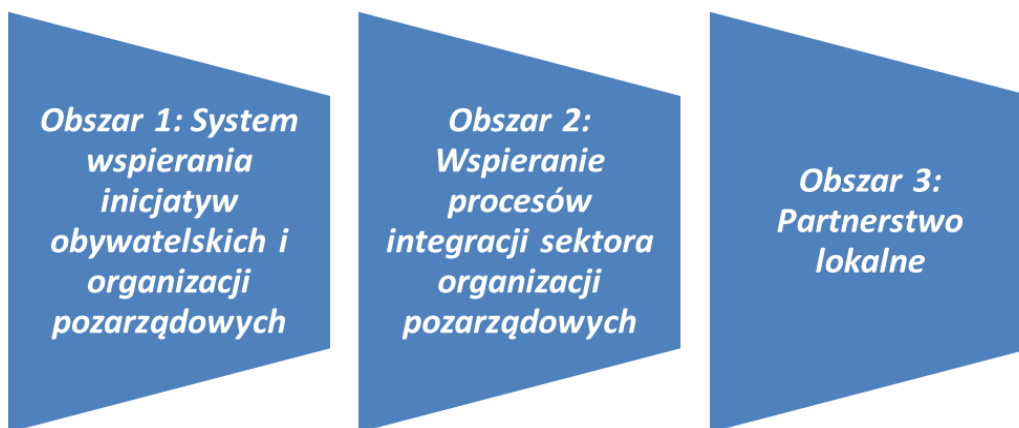 Obszar 1: System
wspierania
inicjatyw
obywatelskich i
organizacji
pozarządowych
Obszar 2:
Wspieranie
procesów
integracji sektora
organizacji
pozarządowych
Obszar 3:
Partnerstwo
lokalne